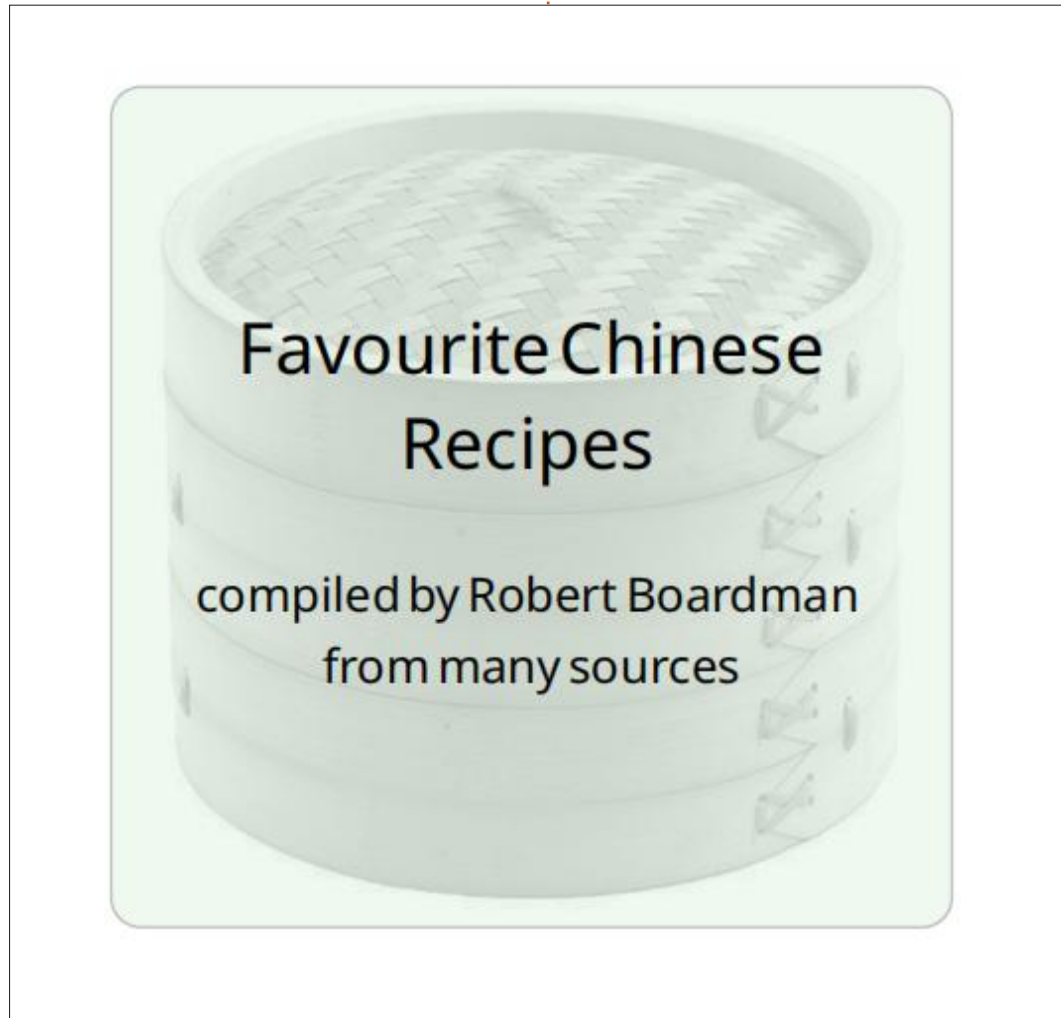 Favourite Chinese
Recipes
compiled by Robert Boardman
from many sources